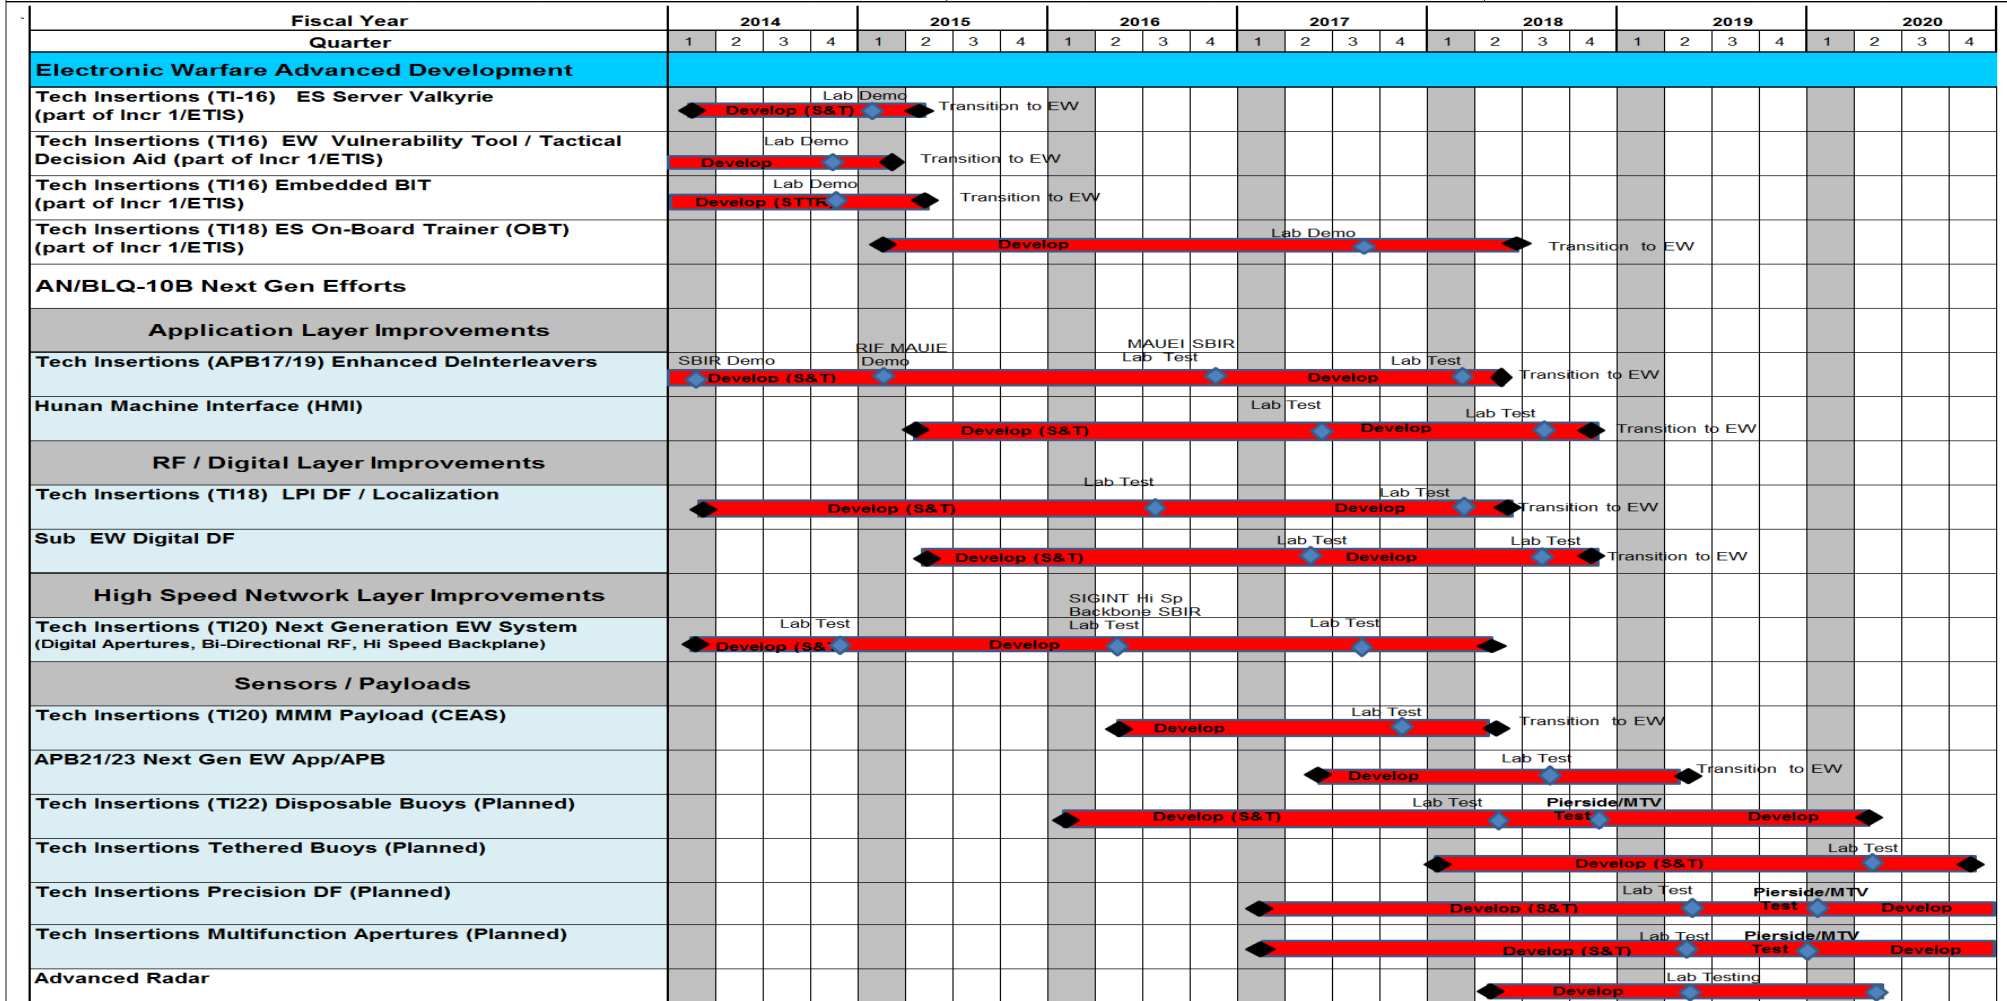 Fiscal Year 2014 2015 2016 2017 2018 2019 2020
Quarter 1 2 3 4 1 2 3 4 1 2 3 4 1 2 3 4 1 2 3 4 1 2 3 4 1 2 3 4
Electronic Warfare Advanced Development
Tech Insertions (TI-16) ES Server Valkyrie
(part of Incr 1/ETIS)
Lab Demo
Develop (S&T)
Transition to EW
Tech Insertions (TI16) EW Vulnerability Tool / Tactical
Decision Aid (part of Incr 1/ETIS)
Lab Demo
Develop
Transition to EW
Tech Insertions (TI16) Embedded BIT
(part of Incr 1/ETIS)
Lab Demo
Develop (STTR)
Transition to EW
Tech Insertions (TI18) ES On-Board Trainer (OBT)
(part of Incr 1/ETIS)
Lab Demo
Develop
Transition to EW
AN/BLQ-10B Next Gen Efforts
Application Layer Improvements
Tech Insertions (APB17/19) Enhanced DeInterleavers
SBIR Demo
RIF MAUIE
Demo
MAUEI SBIR
Lab Test
Lab Test
Develop (S&T)
Develop
Transition to EW
Hunan Machine Interface (HMI)
Lab Test
Lab Test
Develop (S&T)
Develop
Transition to EW
RF / Digital Layer Improvements
Tech Insertions (TI18) LPI DF / Localization
Lab Test
Lab Test
Develop (S&T)
Develop
Transition to EW
Sub EW Digital DF
Lab Test
Lab Test
Develop (S&T)
Develop
Transition to EW
High Speed Network Layer Improvements
Tech Insertions (TI20) Next Generation EW System
(Digital Apertures, Bi-Directional RF, Hi Speed Backplane)
Lab Test
SIGINT Hi Sp
Backbone SBIR
Lab Test
Lab Test
Develop (S&T
Develop
Sensors / Payloads
Tech Insertions (TI20) MMM Payload (CEAS)
Lab Test
Develop
Transition to EW
APB21/23 Next Gen EW App/APB
Lab Test
Develop
Transition to EW
Tech Insertions (TI22) Disposable Buoys (Planned)
Lab Test
Pierside/MTV
Test
Develop (S&T)
Develop
Tech Insertions Tethered Buoys (Planned)
Lab Test
Develop (S&T)
Tech Insertions Precision DF (Planned)
Lab Test
Pierside/MTV
Test
Develop (S&T)
Develop
Tech Insertions Multifunction Apertures (Planned)
Lab Test
Pierside/MTV
Test
Develop (S&T)
Develop
Advanced Radar
Lab Testing
Develop